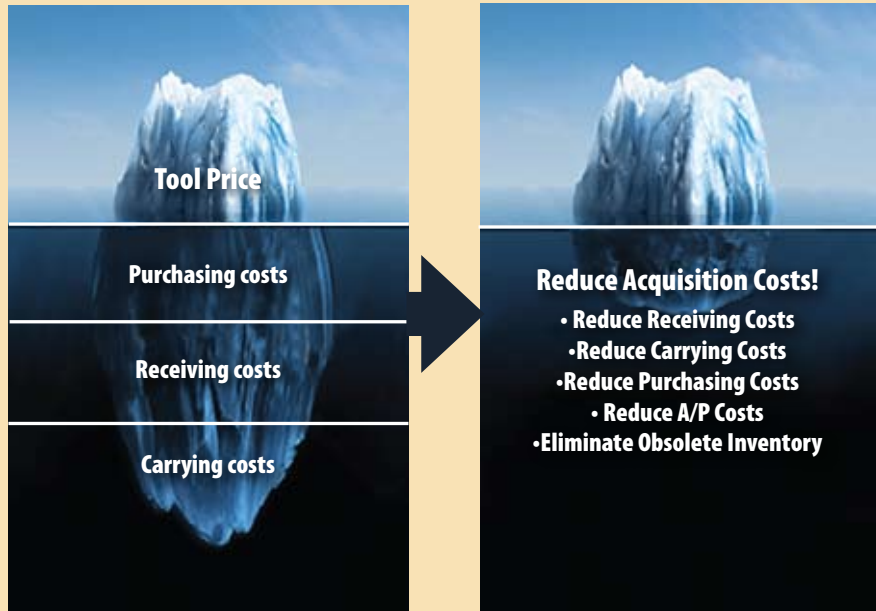 Tool Price
Purchasing costs
Receiving costs
Carrying costs
Reduce Acquisition Costs!
• Reduce Receiving Costs
•Reduce Carrying Costs
•Reduce Purchasing Costs
• Reduce A/P Costs
•Eliminate Obsolete Inventory